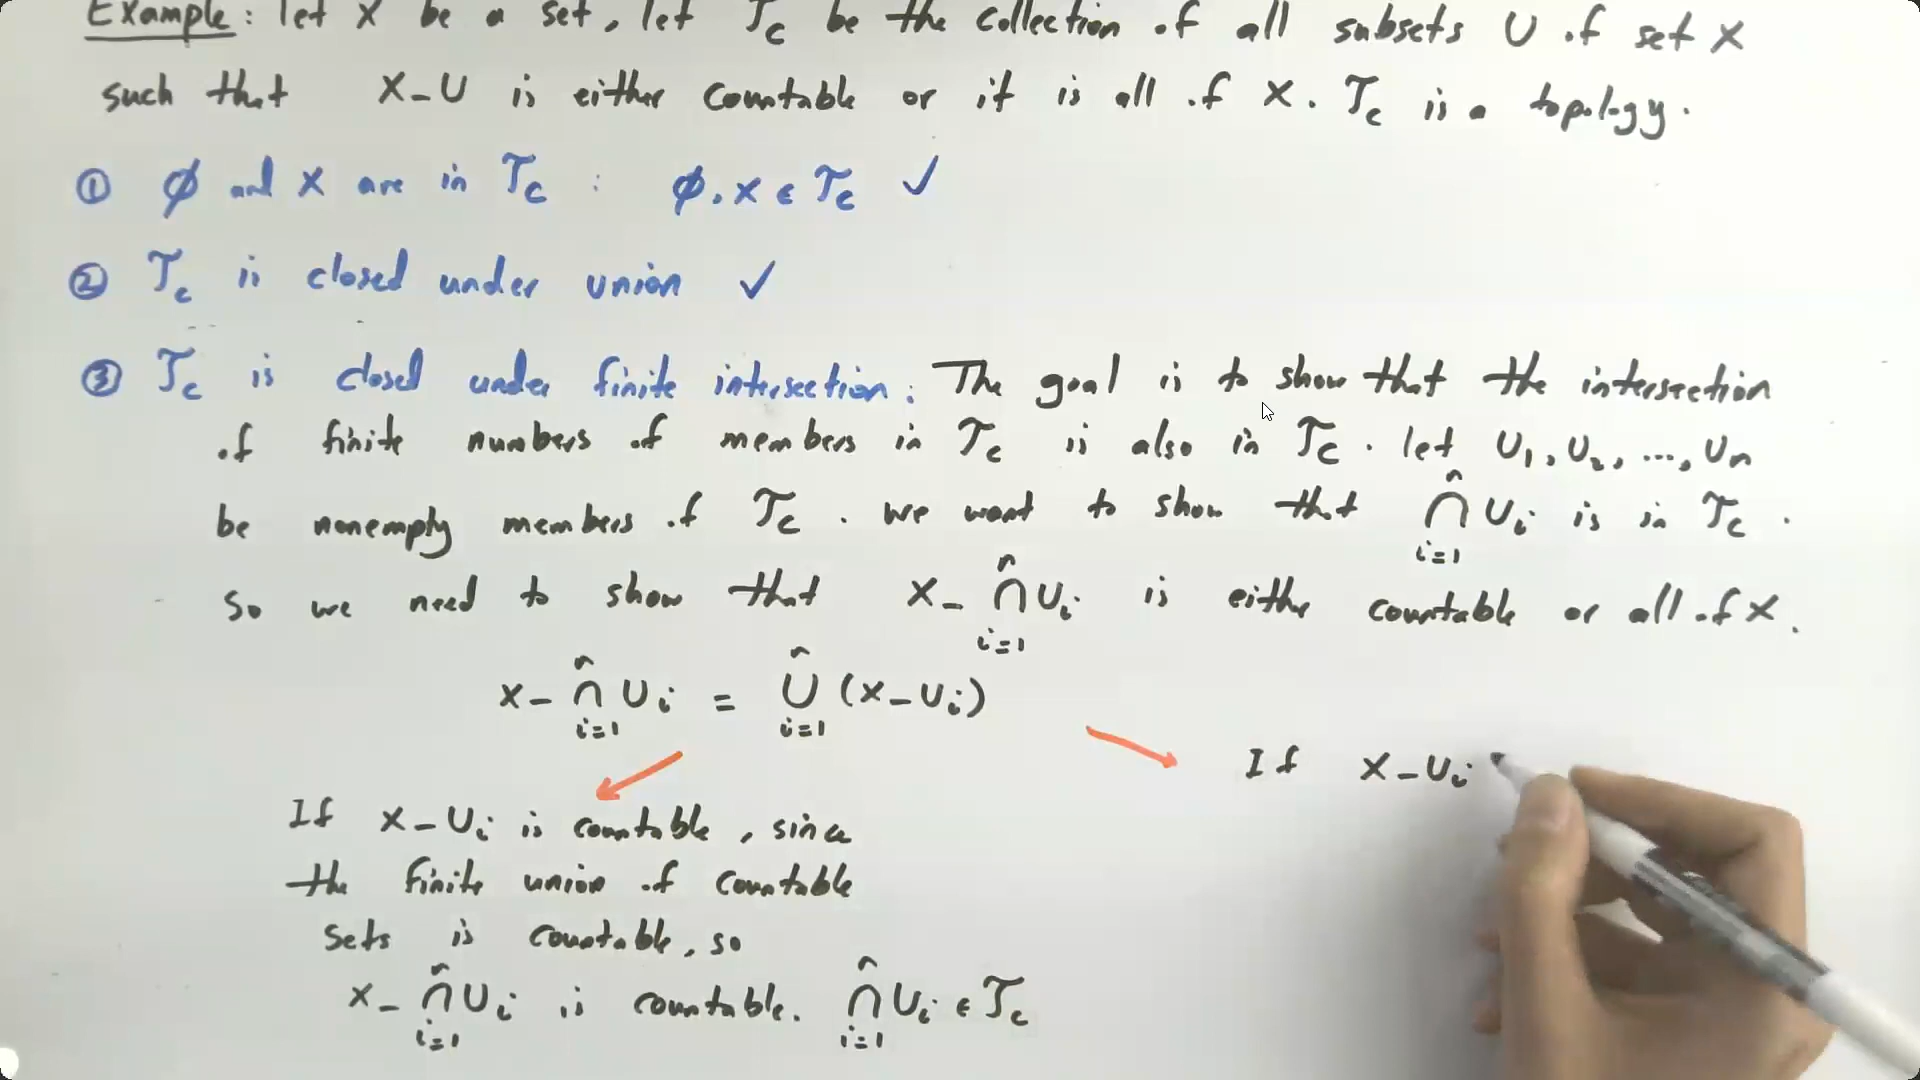 Example: let X be a set, let 𝒯c be the collection of all subsets U of set X
such that X-U is either countable or it is all of X. 𝒯c is a topology.
① ∅ and X are in 𝒯c : ∅, X ∈ 𝒯c ✓
② 𝒯c is closed under union ✓
③ 𝒯c is closed under finite intersection: The goal is to show that the intersection
of finite numbers of members in 𝒯c is also in 𝒯c. let U₁, U₂, ..., Uₙ
be nonempty members of 𝒯c. We want to show that ⋂ⁿᵢ₌₁ Uᵢ is in 𝒯c.
So we need to show that X - ⋂ⁿᵢ₌₁ Uᵢ is either countable or all of X.
X - ⋂ⁿᵢ₌₁ Uᵢ = ⋃ⁿᵢ₌₁ (X-Uᵢ)
If X-Uᵢ is countable, since
the finite union of countable
sets is countable, so
X - ⋂ⁿᵢ₌₁ Uᵢ is countable. ⋂ⁿᵢ₌₁ Uᵢ ∈ 𝒯c
If X-Uᵢ